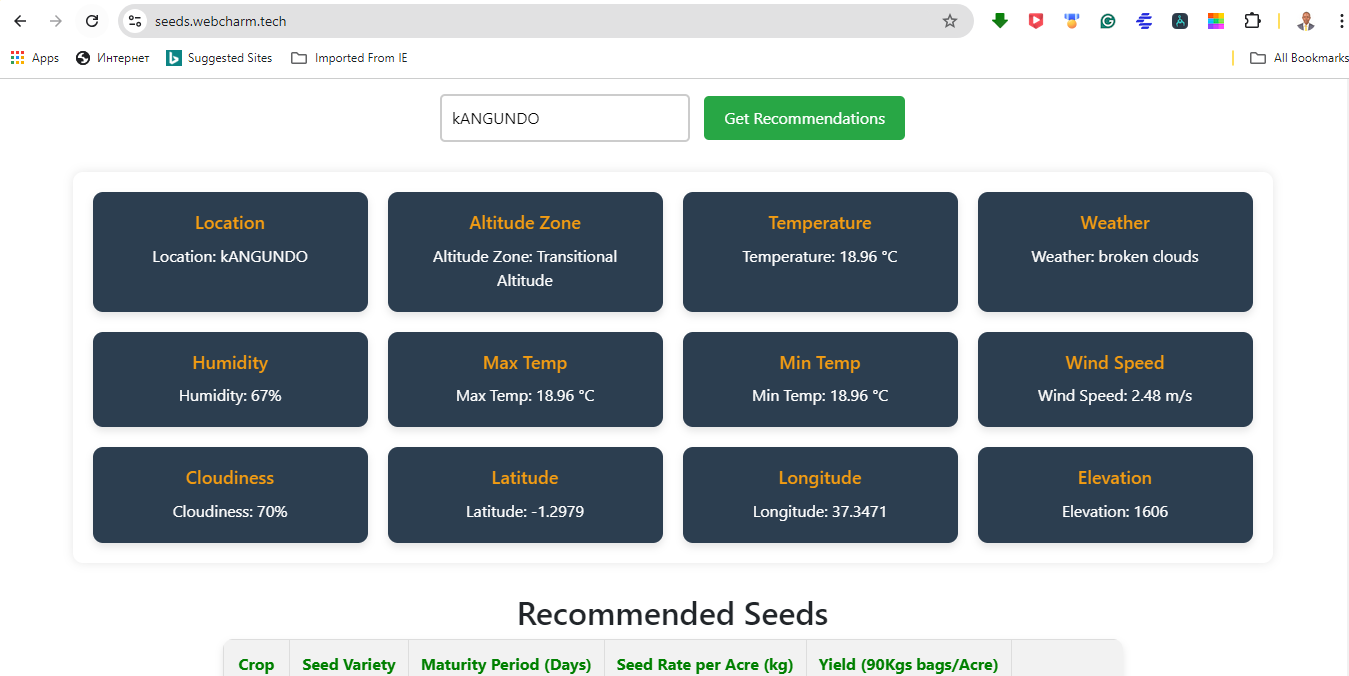 seeds.webcharm.tech
Apps Интернет Suggested Sites Imported From IE All Bookmarks
kANGUNDO Get Recommendations
Location Altitude Zone Temperature Weather
Location: kANGUNDO Altitude Zone: Transitional Temperature: 18.96 °C Weather: broken clouds
Altitude
Humidity Max Temp Min Temp Wind Speed
Humidity: 67% Max Temp: 18.96 °C Min Temp: 18.96 °C Wind Speed: 2.48 m/s
Cloudiness Latitude Longitude Elevation
Cloudiness: 70% Latitude: -1.2979 Longitude: 37.3471 Elevation: 1606
Recommended Seeds
Crop Seed Variety Maturity Period (Days) Seed Rate per Acre (kg) Yield (90Kgs bags/Acre)